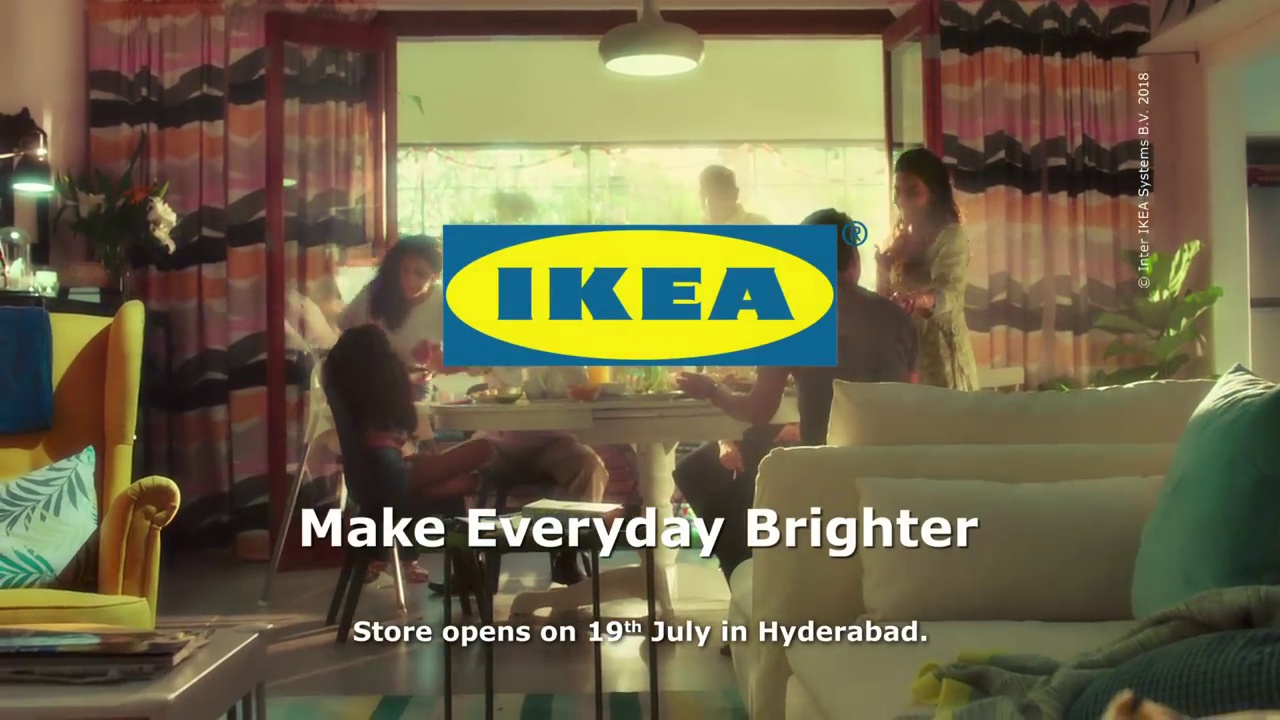 IKEA ®
Make Everyday Brighter
Store opens on 19th July in Hyderabad.
© Inter IKEA Systems B.V. 2018